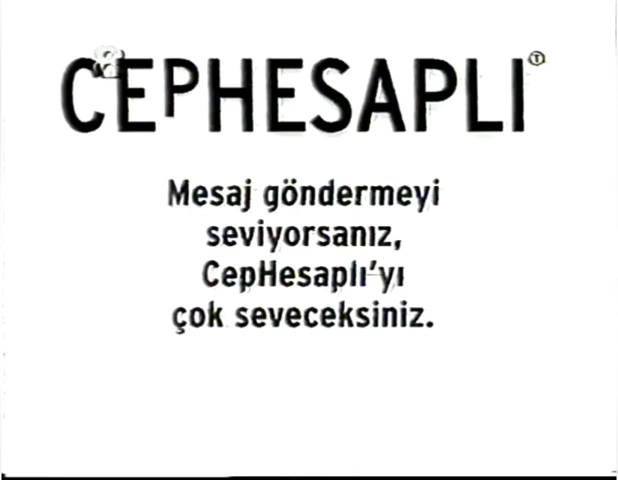 CEPHESAPLI
Mesaj göndermeyi
seviyorsanız,
CepHesaplı'yı
çok seveceksiniz.